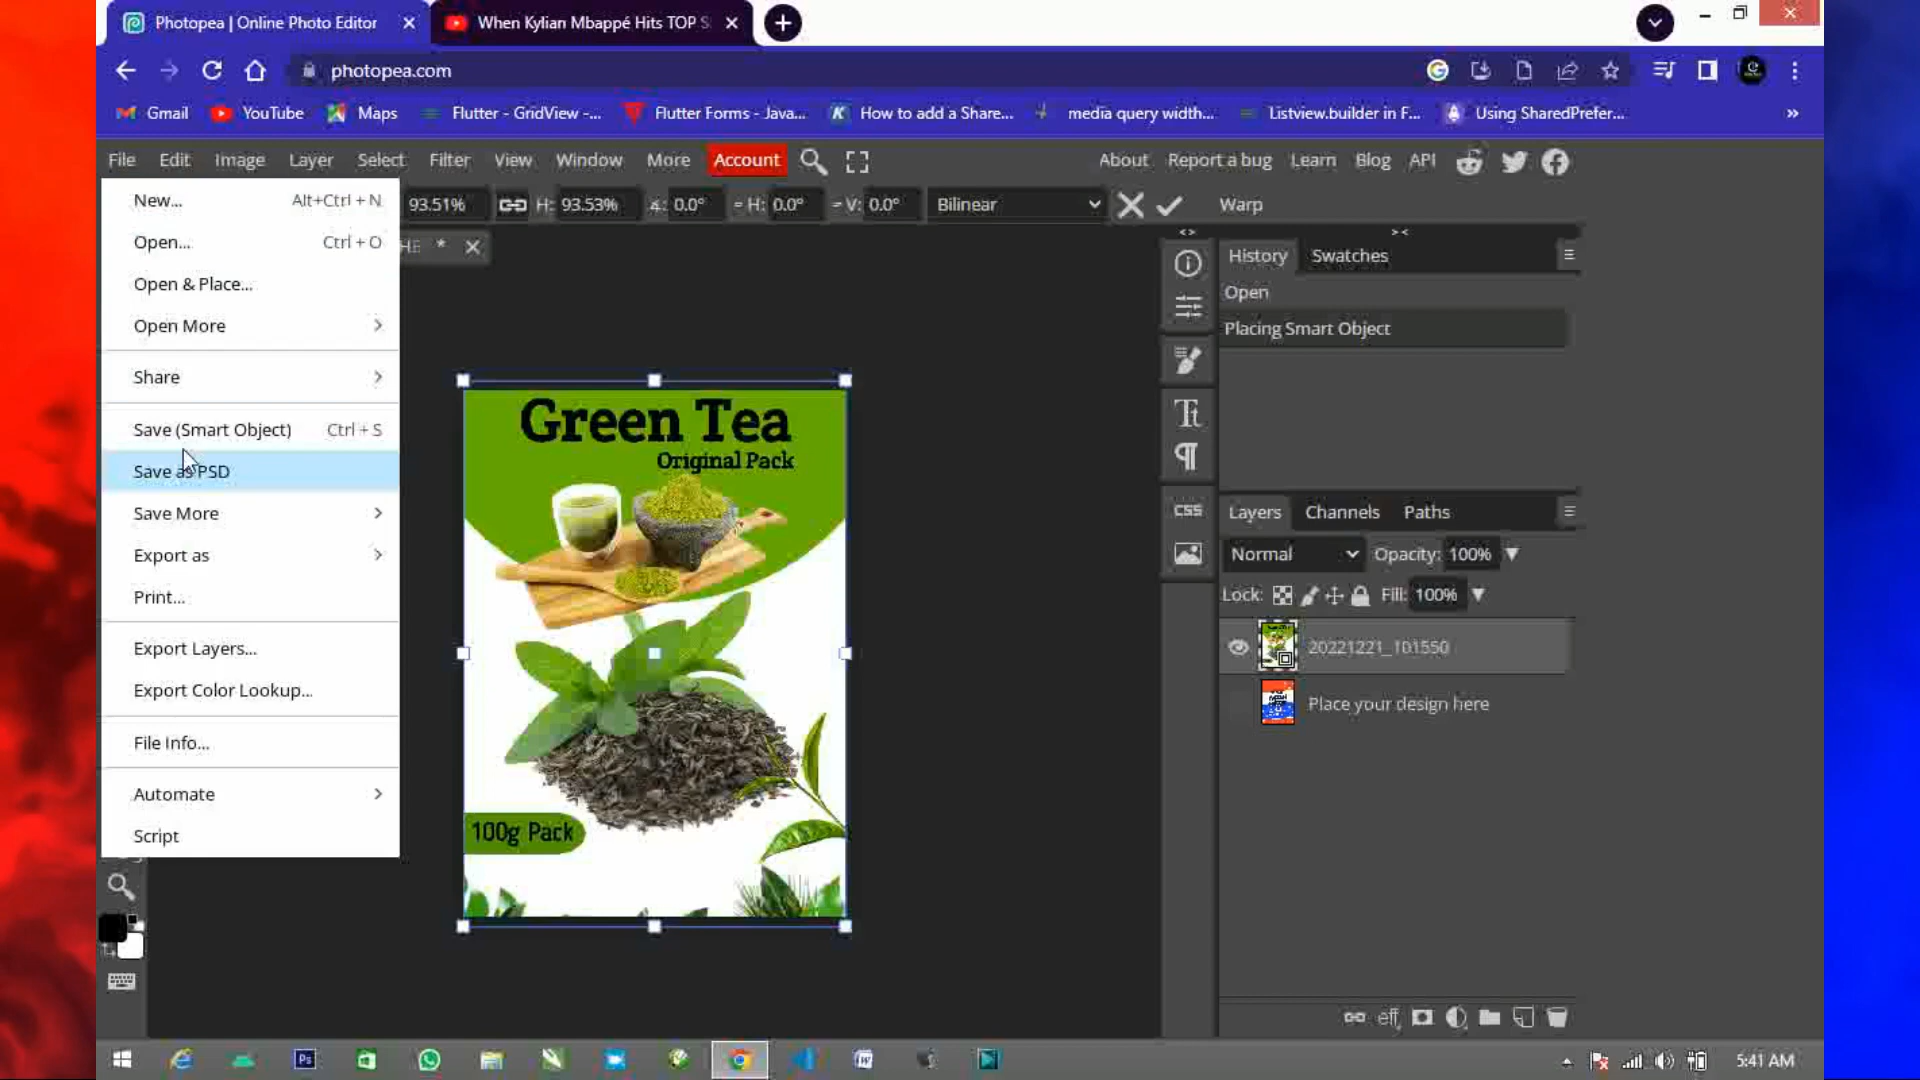 Photopea | Online Photo Editor
When Kylian Mbappé Hits TOP S
photopea.com
Gmail
YouTube
Maps
Flutter - GridView -...
Flutter Forms - Java...
How to add a Share...
media query width...
Listview.builder in F...
Using SharedPrefer...
»
File Edit Image Layer Select Filter View Window More Account
About Report a bug Learn Blog API
93.51% H: 93.53% 0.0° H: 0.0° V: 0.0° Bilinear Warp
New... Alt+Ctrl + N
Open... Ctrl + O
Open & Place...
Open More
Share
Save (Smart Object) Ctrl + S
Save as PSD
Save More
Export as
Print...
Export Layers...
Export Color Lookup...
File Info...
Automate
Script
*
Green Tea
Original Pack
100g Pack
History Swatches
Open
Placing Smart Object
CSS
Layers Channels Paths
Normal Opacity: 100%
Lock: Fill: 100%
20221221_101550
Place your design here
eff
Ps
5:41 AM